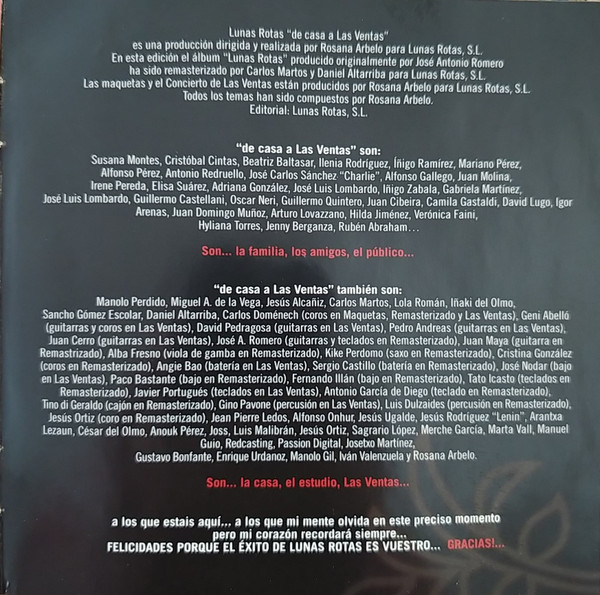 Lunas Rotas "de casa a Las Ventas"
es una producción dirigida y realizada por Rosana Arbelo para Lunas Rotas, S.L.
En esta edición el álbum "Lunas Rotas" producido originalmente por José Antonio Romero
ha sido remasterizado por Carlos Martos y Daniel Altarriba para Lunas Rotas, S.L.
Las maquetas y el Concierto de Las Ventas están producidos por Rosana Arbelo para Lunas Rotas, S.L.
Todos los temas han sido compuestos por Rosana Arbelo.
Editorial: Lunas Rotas, S.L.
"de casa a Las Ventas" son:
Susana Montes, Cristóbal Cintas, Beatriz Baltasar, Ilenia Rodríguez, Íñigo Ramírez, Mariano Pérez,
Alfonso Pérez, Antonio Redruello, José Carlos Sánchez "Charlie", Alfonso Gallego, Juan Molina,
Irene Pereda, Elisa Suárez, Adriana González, José Luis Lombardo, Iñigo Zabala, Gabriela Martínez,
José Luis Lombardo, Guillermo Castellani, Oscar Neri, Guillermo Quintero, Juan Cibeira, Camila Gastaldi, David Lugo, Igor
Arenas, Juan Domingo Muñoz, Arturo Lovazzano, Hilda Jiménez, Verónica Faini,
Hyliana Torres, Jenny Berganza, Rubén Abraham...
Son... la familia, los amigos, el público...
"de casa a Las Ventas" también son:
Manolo Perdido, Miguel A. de la Vega, Jesús Alcañiz, Carlos Martos, Lola Román, Iñaki del Olmo,
Sancho Gómez Escolar, Daniel Altarriba, Carlos Doménech (coros en Maquetas, Remasterizado y Las Ventas), Geni Abelló
(guitarras y coros en Las Ventas), David Pedragosa (guitarras en Las Ventas), Pedro Andreas (guitarras en Las Ventas),
Juan Cerro (guitarras en Las Ventas), José A. Romero (guitarras y teclados en Remasterizado), Juan Maya (guitarra en
Remastrizado), Alba Fresno (viola de gamba en Remasterizado), Kike Perdomo (saxo en Remasterizado), Cristina González
(coros en Remasterizado), Angie Bao (batería en Las Ventas), Sergio Castillo (batería en Remasterizado), José Nodar (bajo
en Las Ventas), Paco Bastante (bajo en Remasterizado), Fernando Illán (bajo en Remasterizado), Tato Icasto (teclados en
Remasterizado), Javier Portugués (teclados en Las Ventas), Antonio García de Diego (teclado en Remasterizado),
Tino di Geraldo (cajón en Remasterizado), Gino Pavone (percusión en Las Ventas), Luis Dulzaides (percusión en Remasterizado),
Jesús Ortiz (coro en Remasterizado), Jean Pierre Ledos, Alfonso Onhur, Jesús Ugalde, Jesús Rodríguez "Lenin", Arantxa
Lezaun, César del Olmo, Anouk Pérez, Joss, Luis Malibrán, Jesús Ortiz, Sagrario López, Merche García, Marta Vall, Manuel
Guio, Redcasting, Passion Digital, Josetxo Martínez,
Gustavo Bonfante, Enrique Urdanoz, Manolo Gil, Iván Valenzuela y Rosana Arbelo.
Son... la casa, el estudio, Las Ventas...
a los que estais aquí... a los que mi mente olvida en este preciso momento
pero mi corazón recordará siempre...
FELICIDADES PORQUE EL ÉXITO DE LUNAS ROTAS ES VUESTRO... GRACIAS!...